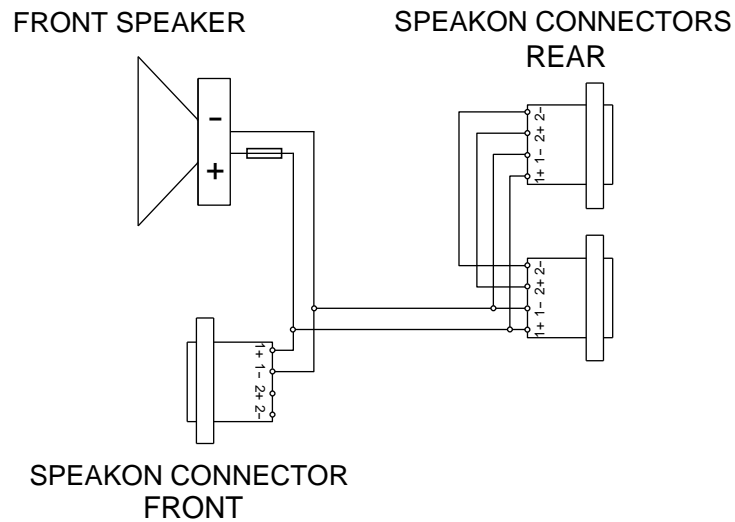 FRONT SPEAKER
SPEAKON CONNECTORS
REAR
-
+
2-
2+
1-
1+
2-
2+
1-
1+
1+
1-
2+
2-
SPEAKON CONNECTOR
FRONT